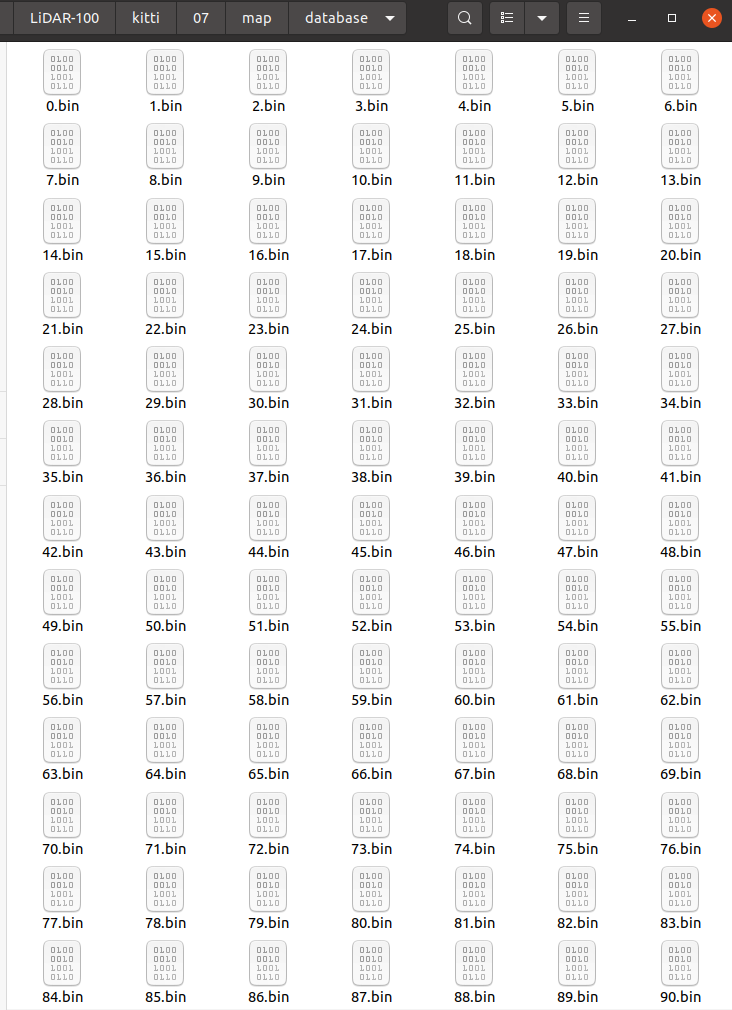 LiDAR-100 kitti 07 map database
0.bin 1.bin 2.bin 3.bin 4.bin 5.bin 6.bin
7.bin 8.bin 9.bin 10.bin 11.bin 12.bin 13.bin
14.bin 15.bin 16.bin 17.bin 18.bin 19.bin 20.bin
21.bin 22.bin 23.bin 24.bin 25.bin 26.bin 27.bin
28.bin 29.bin 30.bin 31.bin 32.bin 33.bin 34.bin
35.bin 36.bin 37.bin 38.bin 39.bin 40.bin 41.bin
42.bin 43.bin 44.bin 45.bin 46.bin 47.bin 48.bin
49.bin 50.bin 51.bin 52.bin 53.bin 54.bin 55.bin
56.bin 57.bin 58.bin 59.bin 60.bin 61.bin 62.bin
63.bin 64.bin 65.bin 66.bin 67.bin 68.bin 69.bin
70.bin 71.bin 72.bin 73.bin 74.bin 75.bin 76.bin
77.bin 78.bin 79.bin 80.bin 81.bin 82.bin 83.bin
84.bin 85.bin 86.bin 87.bin 88.bin 89.bin 90.bin